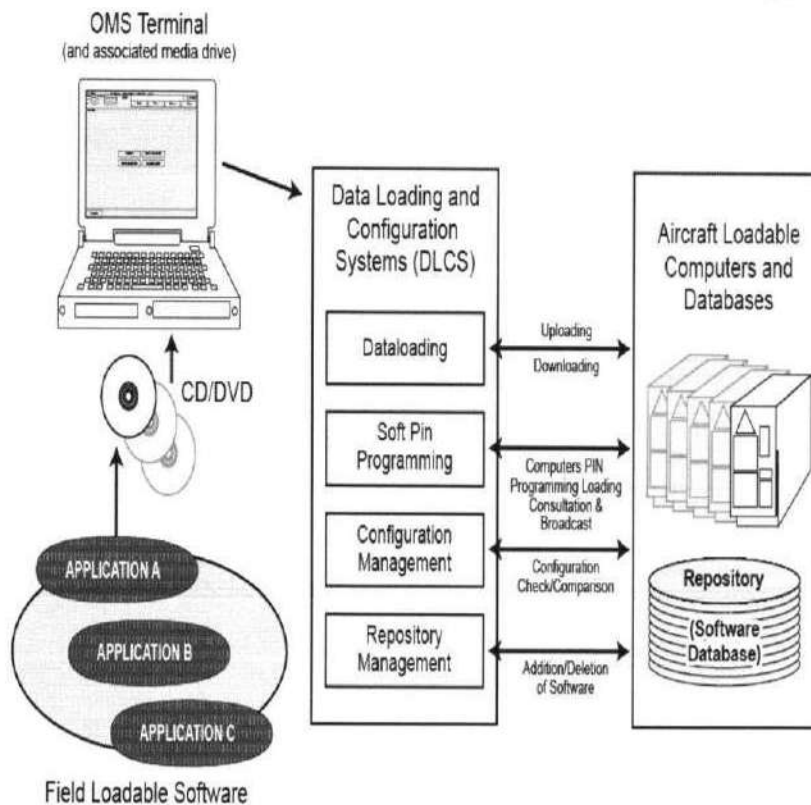 OMS Terminal
(and associated media drive)
CD/DVD
APPLICATION A
APPLICATION B
APPLICATION C
Field Loadable Software
Data Loading and
Configuration
Systems (DLCS)
Dataloading
Soft Pin
Programming
Configuration
Management
Repository
Management
Uploading
Downloading
Computers PIN
Programming Loading
Consultation &
Broadcast
Configuration
Check/Comparison
Addition/Deletion
of Software
Aircraft Loadable
Computers and
Databases
Repository
(Software
Database)